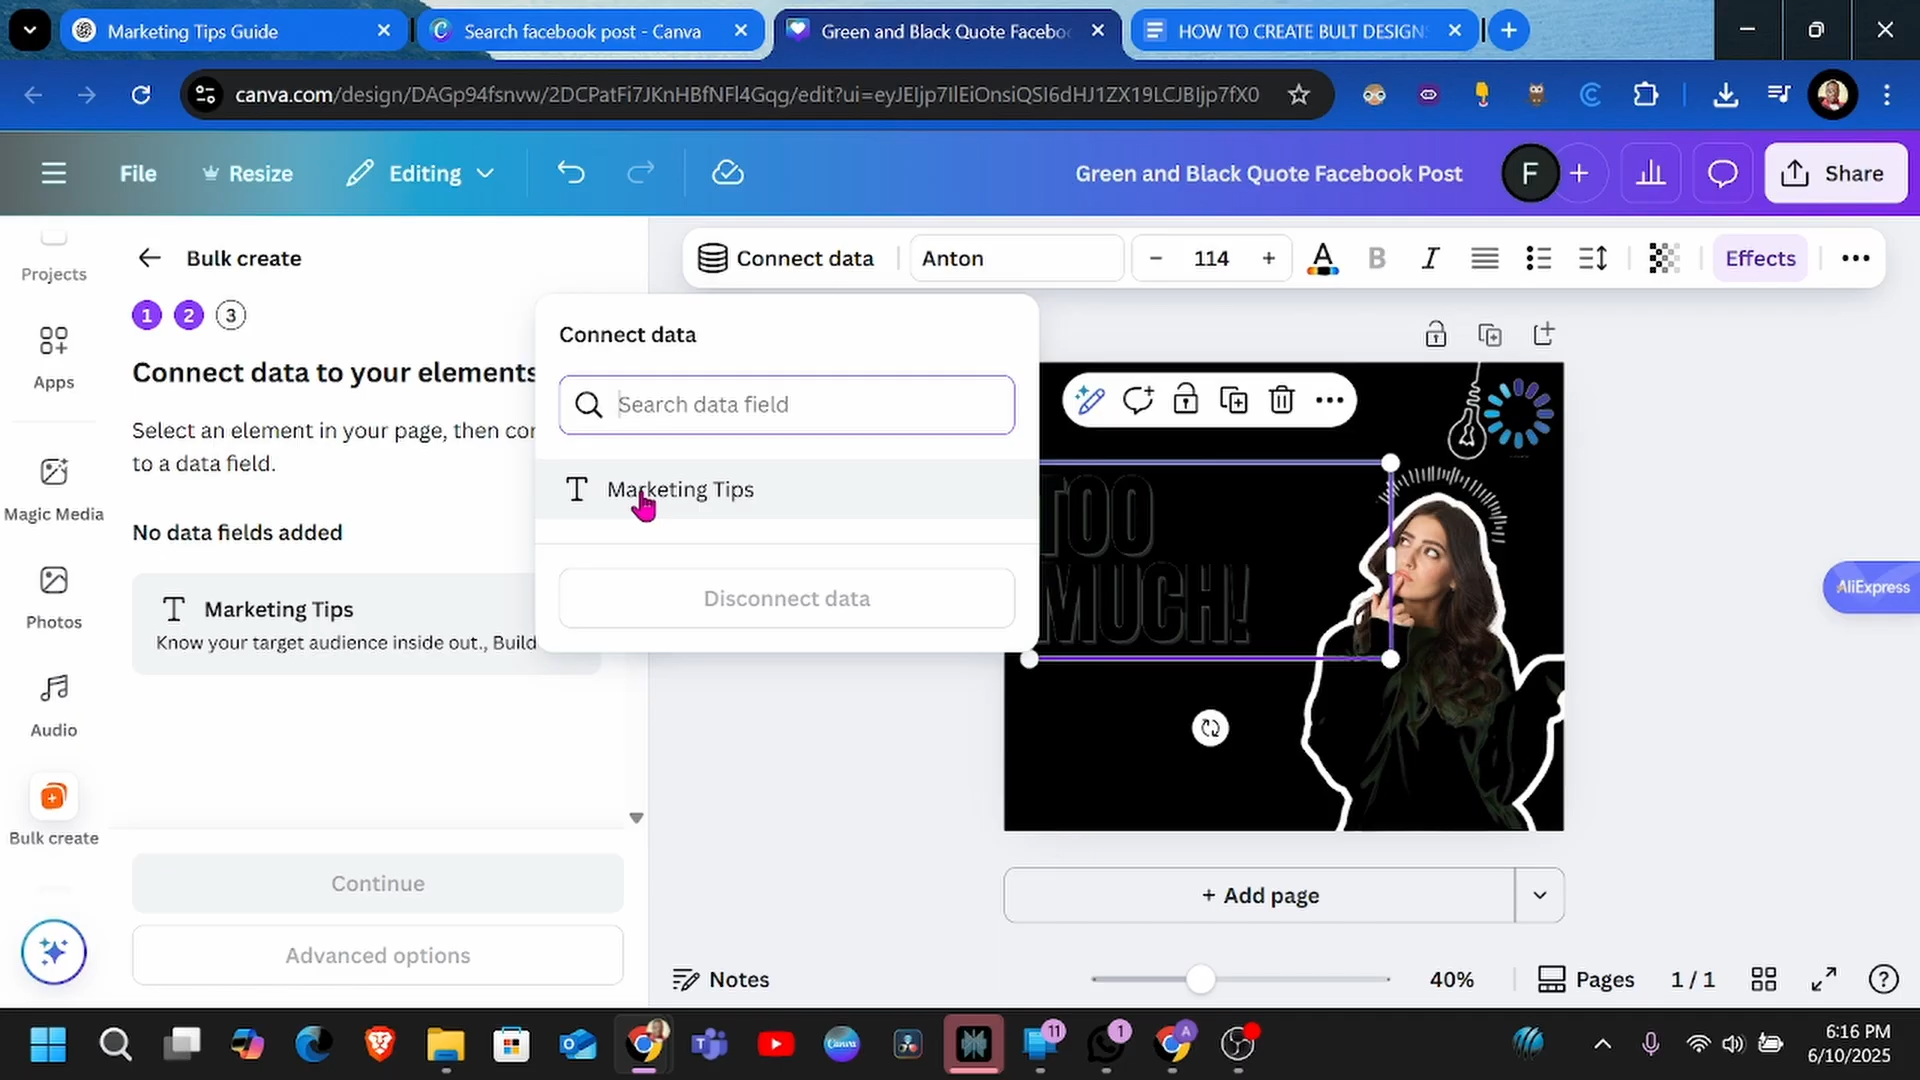 Marketing Tips Guide
Search facebook post - Canva
Green and Black Quote Facebo
HOW TO CREATE BULT DESIGN
canva.com/design/DAGp94fsnvw/2DCPatFi7JKnHBfNFl4Gqg/edit?ui=eyJEIjp7IlEiOnsiQSI6dHJ1ZX19LCJBIjp7fX0
File
Resize
Editing
Green and Black Quote Facebook Post
F
Share
Projects
Apps
Magic Media
Photos
Audio
Bulk create
Bulk create
1 2 3
Connect data to your elements
Select an element in your page, then con
to a data field.
No data fields added
Marketing Tips
Know your target audience inside out., Build
Continue
Advanced options
Connect data
Anton
114
A
B
I
Effects
Connect data
Search data field
Marketing Tips
Disconnect data
TOO
MUCH!
AliExpress
+ Add page
Notes
40%
Pages
1 / 1
Canva
11
1
A
6:16 PM
6/10/2025